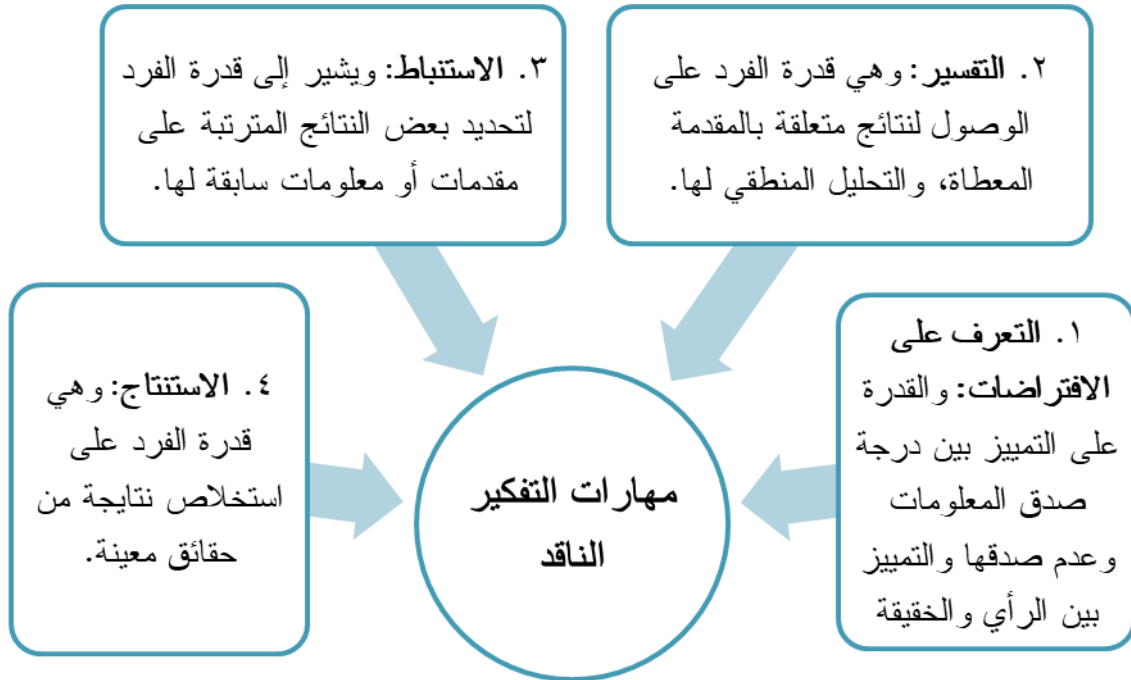 ١. التعرف على
الافتراضات: والقدرة
على التمييز بين درجة
صدق المعلومات
وعدم صدقها والتمييز
بين الرأي والخقيقة
٢. التفسير: وهي قدرة الفرد على
الوصول لنتائج متعلقة بالمقدمة
المعطاة، والتحليل المنطقي لها.
٣. الاستنباط: ويشير إلى قدرة الفرد
لتحديد بعض النتائج المترتبة على
مقدمات أو معلومات سابقة لها.
٤. الاستنتاج: وهي
قدرة الفرد على
استخلاص نتايجة من
حقائق معينة.
مهارات التفكير
الناقد